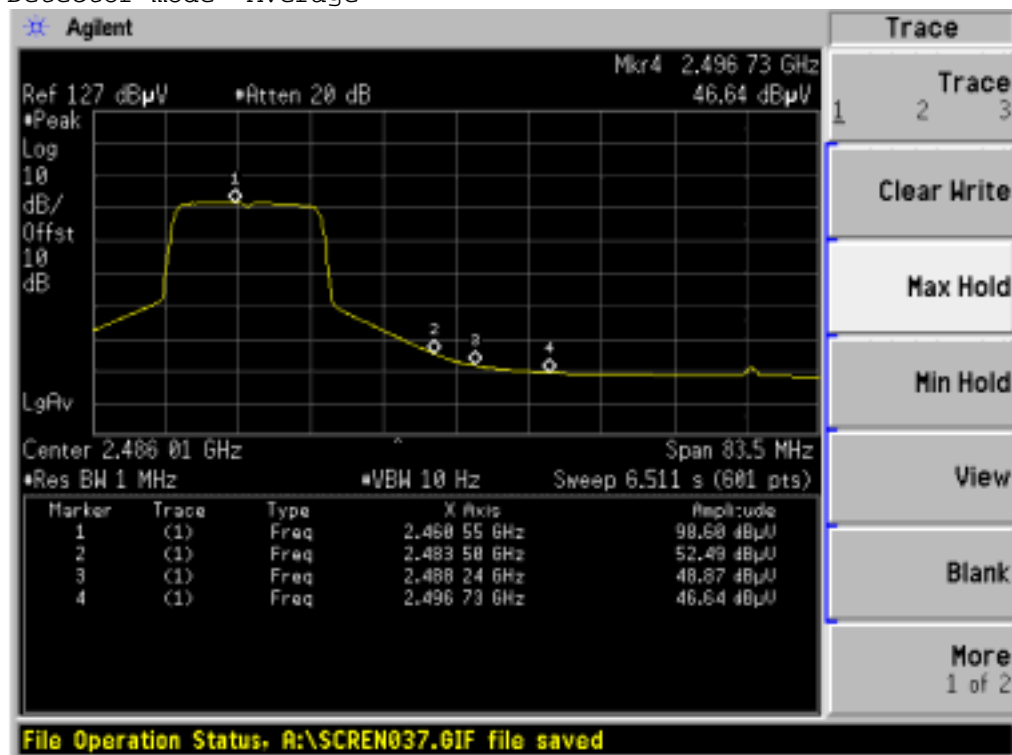 Detector mode Average
Agilent
Trace
Mkr4 2.496 73 GHz
Ref 127 dBµV
*Atten 20 dB
46.64 dBµV
*Peak
Log
10
dB/
Offst
10
dB
LgAv
1
2
3
4
Center 2.486 01 GHz
Span 83.5 MHz
*Res BW 1 MHz
*VBW 10 Hz
Sweep 6.511 s (601 pts)
Marker Trace Type X Axis Amplitude
1 (1) Freq 2.460 55 GHz 98.60 dBµV
2 (1) Freq 2.483 50 GHz 52.49 dBµV
3 (1) Freq 2.488 24 GHz 48.87 dBµV
4 (1) Freq 2.496 73 GHz 46.64 dBµV
Trace
1 2 3
Clear Write
Max Hold
Min Hold
View
Blank
More
1 of 2
File Operation Status, A:\SCREN037.GIF file saved